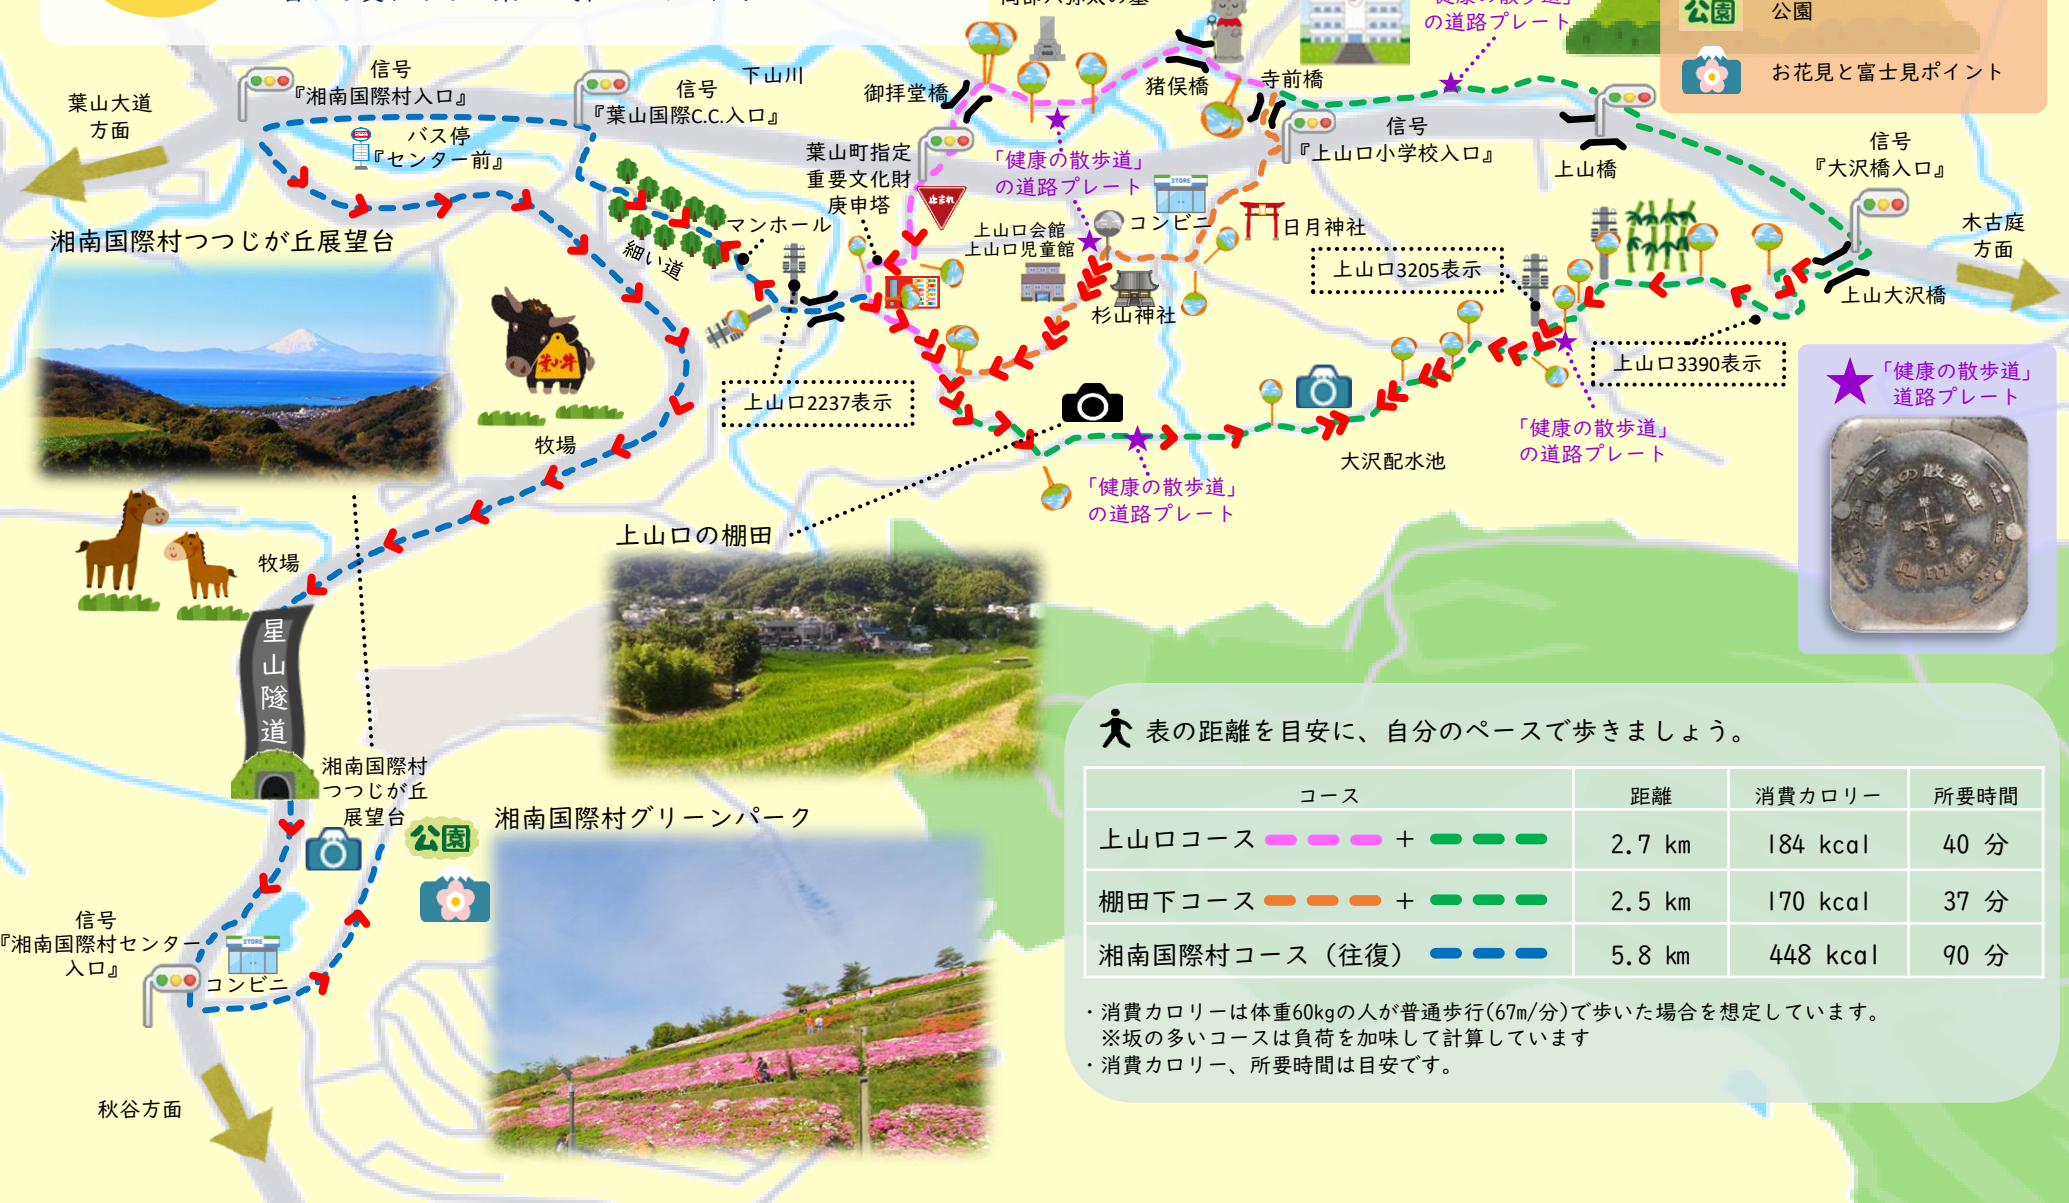 「健康の散歩道」
の道路プレート
公園
公園
お花見と富士見ポイント
葉山大道
方面
信号
『湘南国際村入口』
バス停
『センター前』
信号
『葉山国際C.C.入口』
下山川
御拝堂橋
猪俣橋
寺前橋
信号
『上山口小学校入口』
上山橋
信号
『大沢橋入口』
木古庭
方面
上山大沢橋
葉山町指定
重要文化財
庚申塔
止まれ
「健康の散歩道」
の道路プレート
STORE
コンビニ
日月神社
上山口会館
上山口児童館
杉山神社
マンホール
細い道
上山口3205表示
上山口3390表示
上山口2237表示
「健康の散歩道」
の道路プレート
「健康の散歩道」
の道路プレート
大沢配水池
「健康の散歩道」
道路プレート
湘南国際村つつじが丘展望台
葉山牛
牧場
牧場
上山口の棚田
星山隧道
湘南国際村
つつじが丘
展望台
公園
湘南国際村グリーンパーク
信号
『湘南国際村センター
入口』
STORE
コンビニ
秋谷方面
表の距離を目安に、自分のペースで歩きましょう。
コース 距離 消費カロリー 所要時間
上山口コース + 2.7 km 184 kcal 40 分
棚田下コース + 2.5 km 170 kcal 37 分
湘南国際村コース（往復） 5.8 km 448 kcal 90 分
・消費カロリーは体重60kgの人が普通歩行(67m/分)で歩いた場合を想定しています。
※坂の多いコースは負荷を加味して計算しています
・消費カロリー、所要時間は目安です。